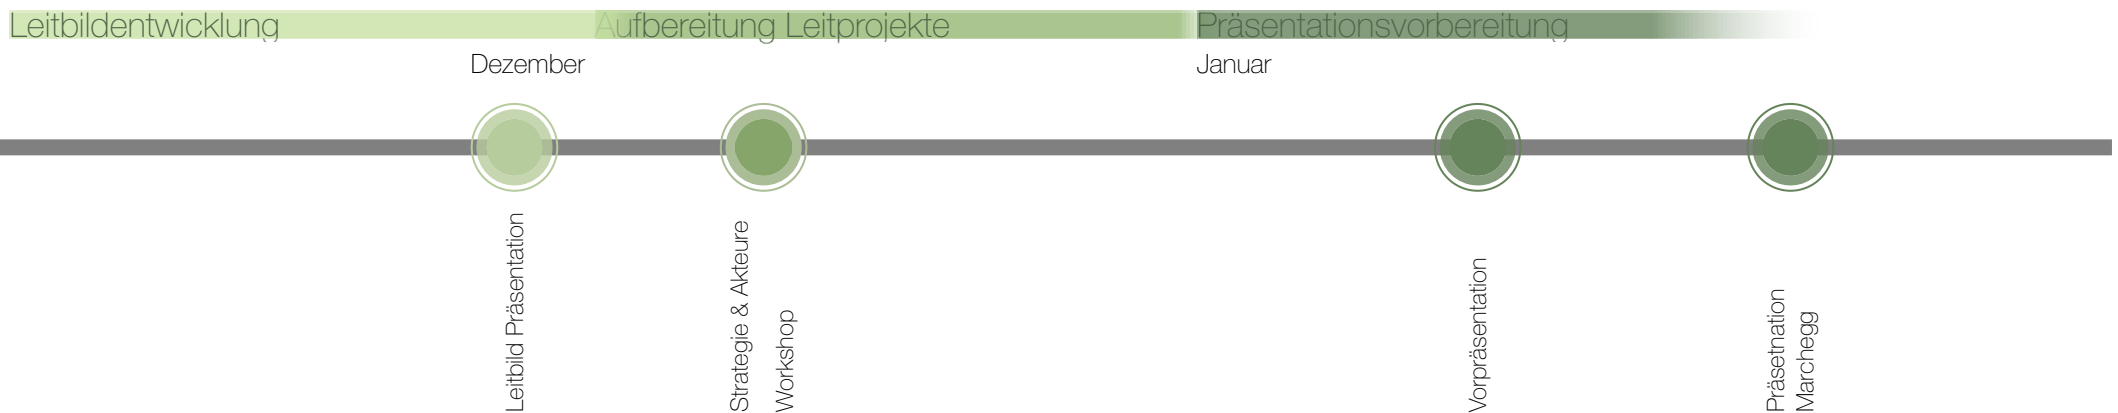 Leitbildentwicklung
Aufbereitung Leitprojekte
Präsentationsvorbereitung
Dezember
Januar
Leitbild Präsentation
Strategie & Akteure
Workshop
Vorpräsentation
Präsetnation
Marchegg